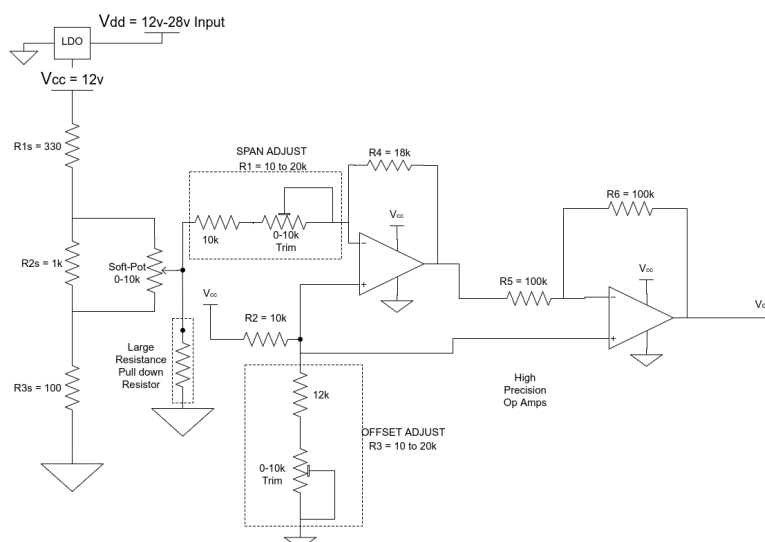 Vdd = 12v-28v Input
LDO
Vcc = 12v
R1s = 330
SPAN ADJUST
R1 = 10 to 20k
R4 = 18k
10k
0-10k
Trim
Vcc
R6 = 100k
R2s = 1k
Soft-Pot
0-10k
Vcc
R5 = 100k
Vcc
R2 = 10k
Large
Resistance
Pull down
Resistor
R3s = 100
12k
High
Precision
Op Amps
OFFSET ADJUST
R3 = 10 to 20k
0-10k
Trim